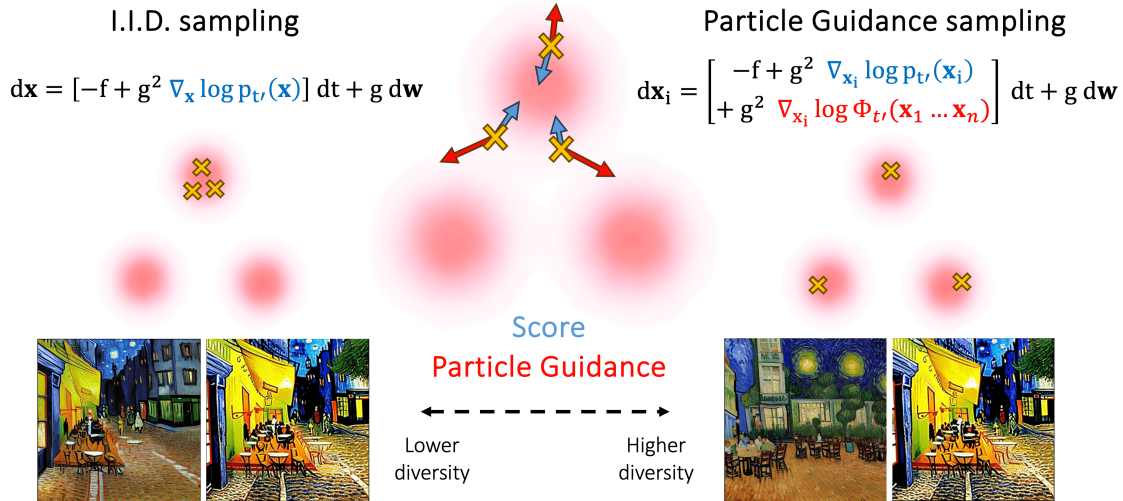 I.I.D. sampling
dx = [−f + g² ∇ₓ log pₜ′(x)] dt + g dw
Particle Guidance sampling
dxᵢ = [ −f + g² ∇ₓᵢ log pₜ′(xᵢ)
+ g² ∇ₓᵢ log Φₜ′(x₁ … xₙ) ] dt + g dw
Score
Particle Guidance
Lower
diversity
Higher
diversity